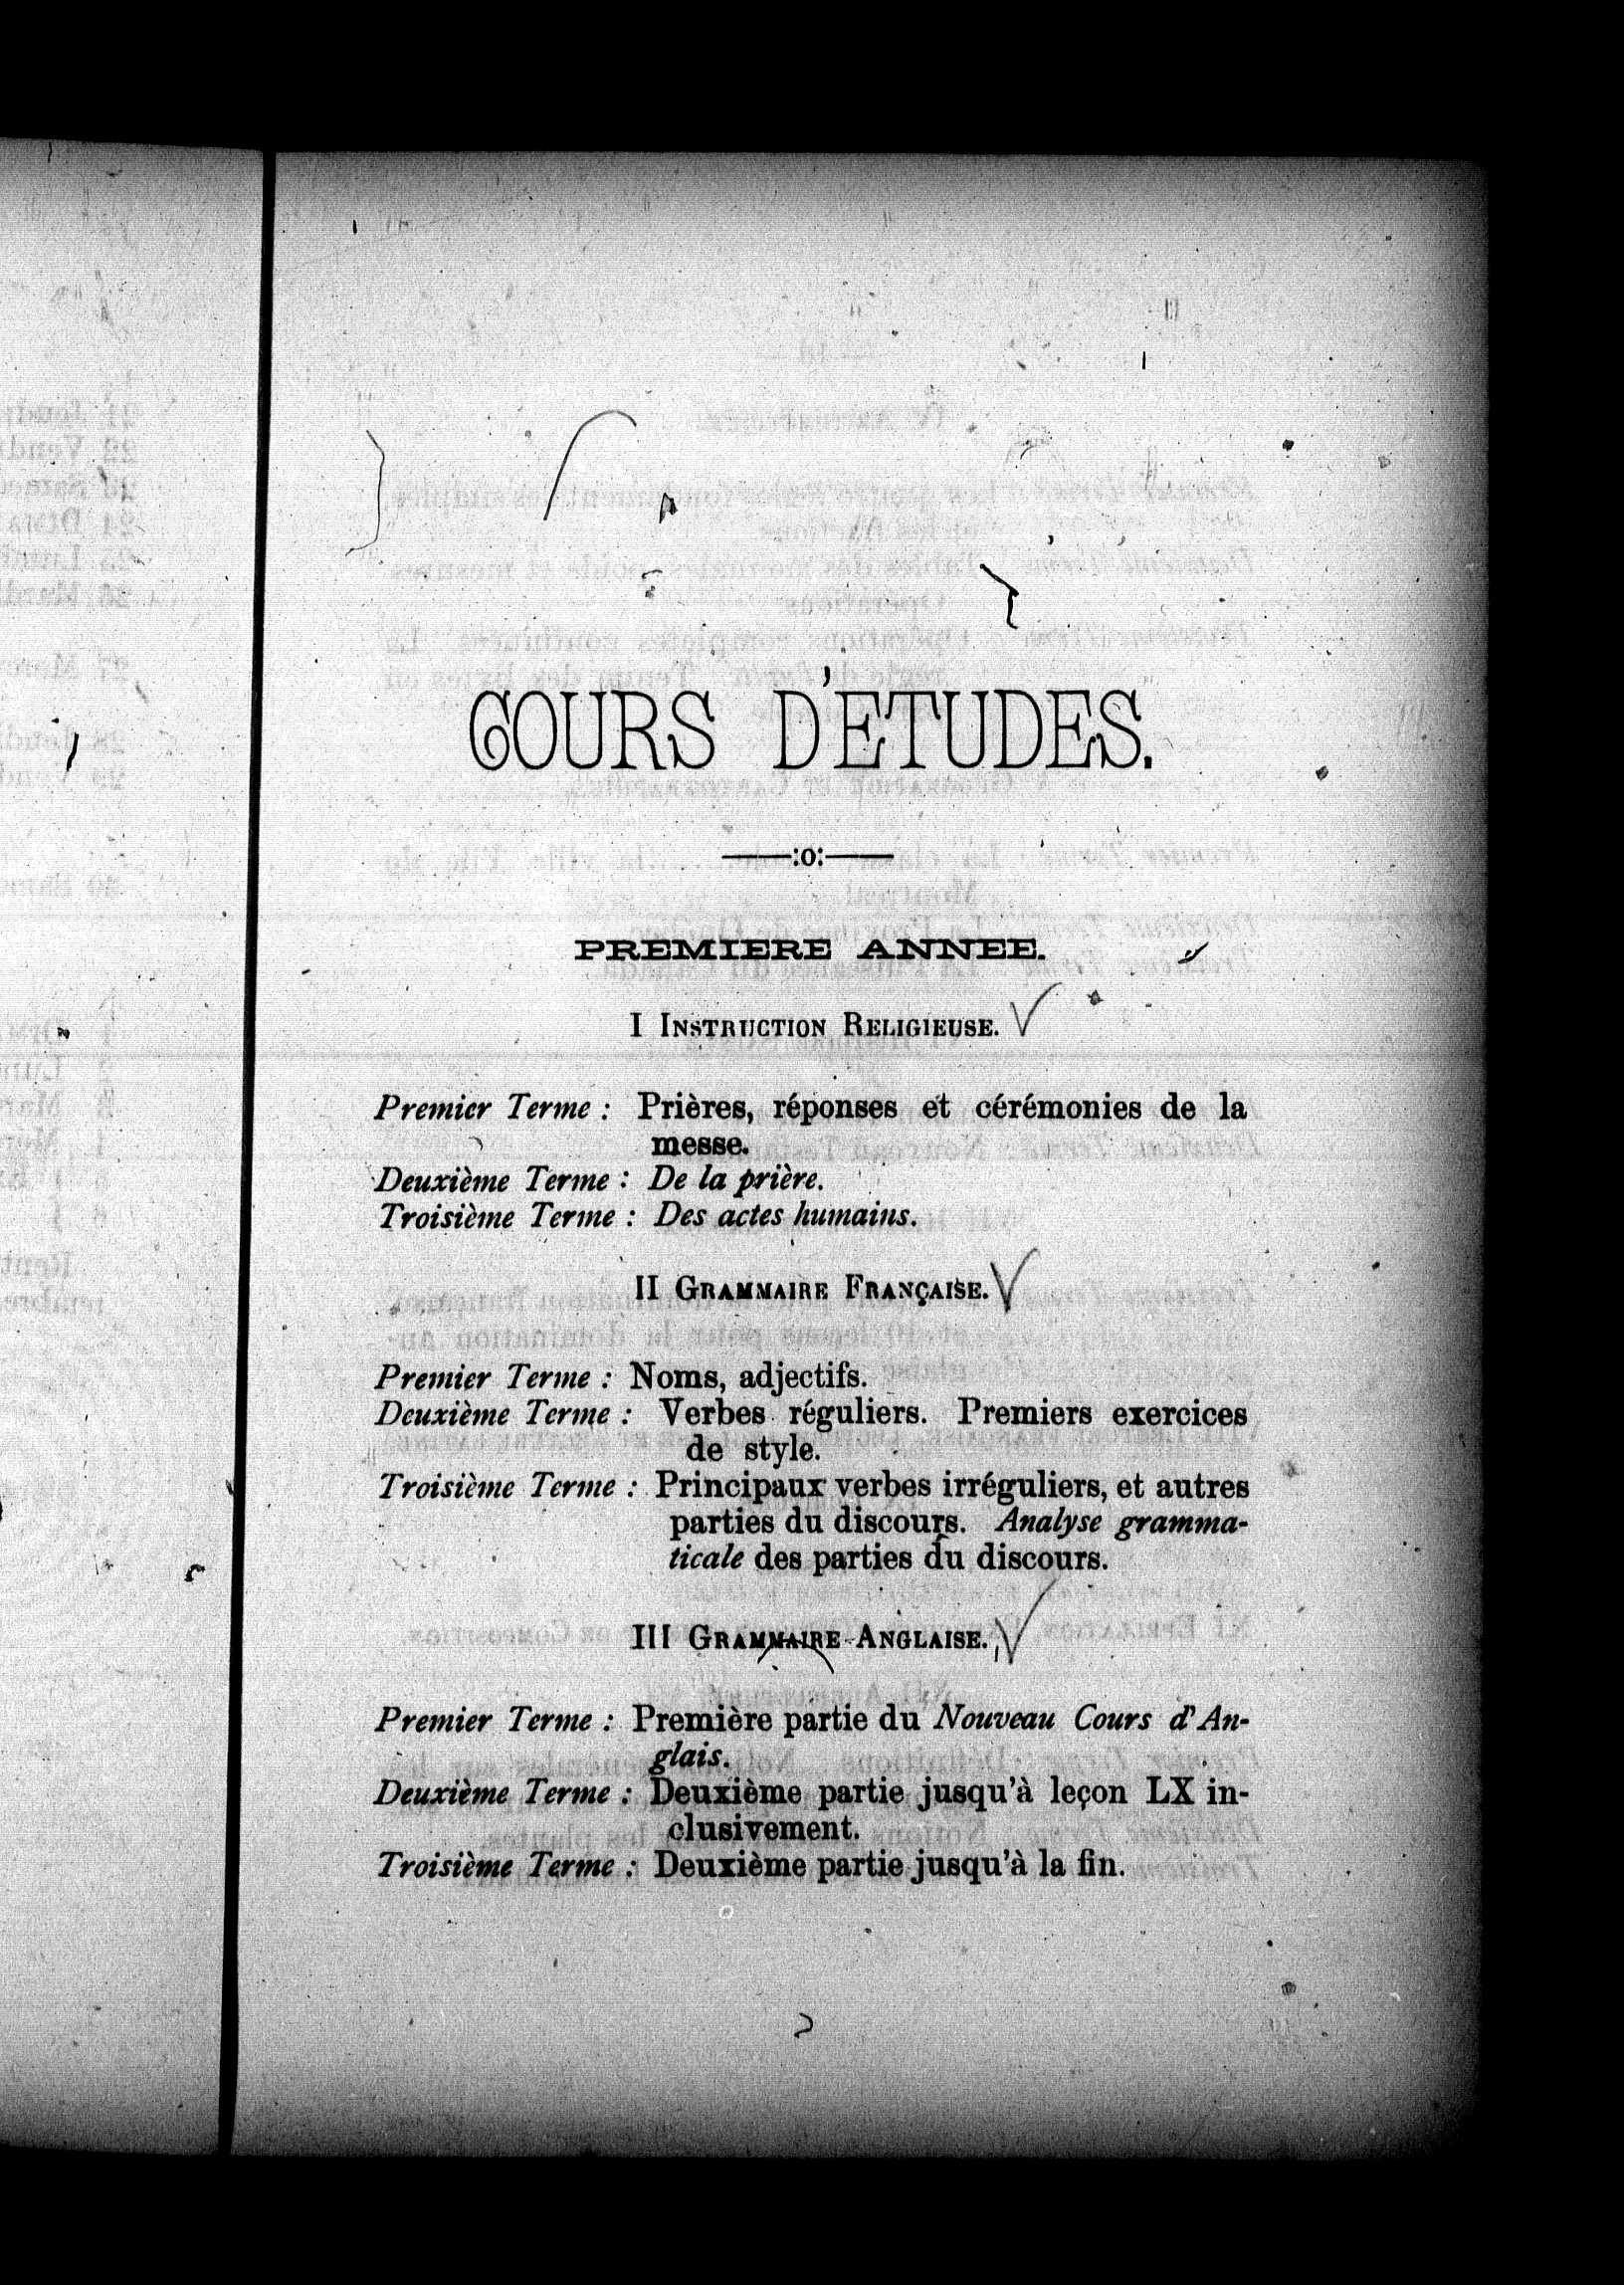 COURS D'ETUDES.
——:o:——
PREMIERE ANNEE.
I INSTRUCTION RELIGIEUSE.
Premier Terme : Prières, réponses et cérémonies de la
messe.
Deuxième Terme : De la prière.
Troisième Terme : Des actes humains.
II GRAMMAIRE FRANÇAISE.
Premier Terme : Noms, adjectifs.
Deuxième Terme : Verbes réguliers. Premiers exercices
de style.
Troisième Terme : Principaux verbes irréguliers, et autres
parties du discours. Analyse gramma-
ticale des parties du discours.
III GRAMMAIRE ANGLAISE.
Premier Terme : Première partie du Nouveau Cours d'An-
glais.
Deuxième Terme : Deuxième partie jusqu'à leçon LX in-
clusivement.
Troisième Terme : Deuxième partie jusqu'à la fin.